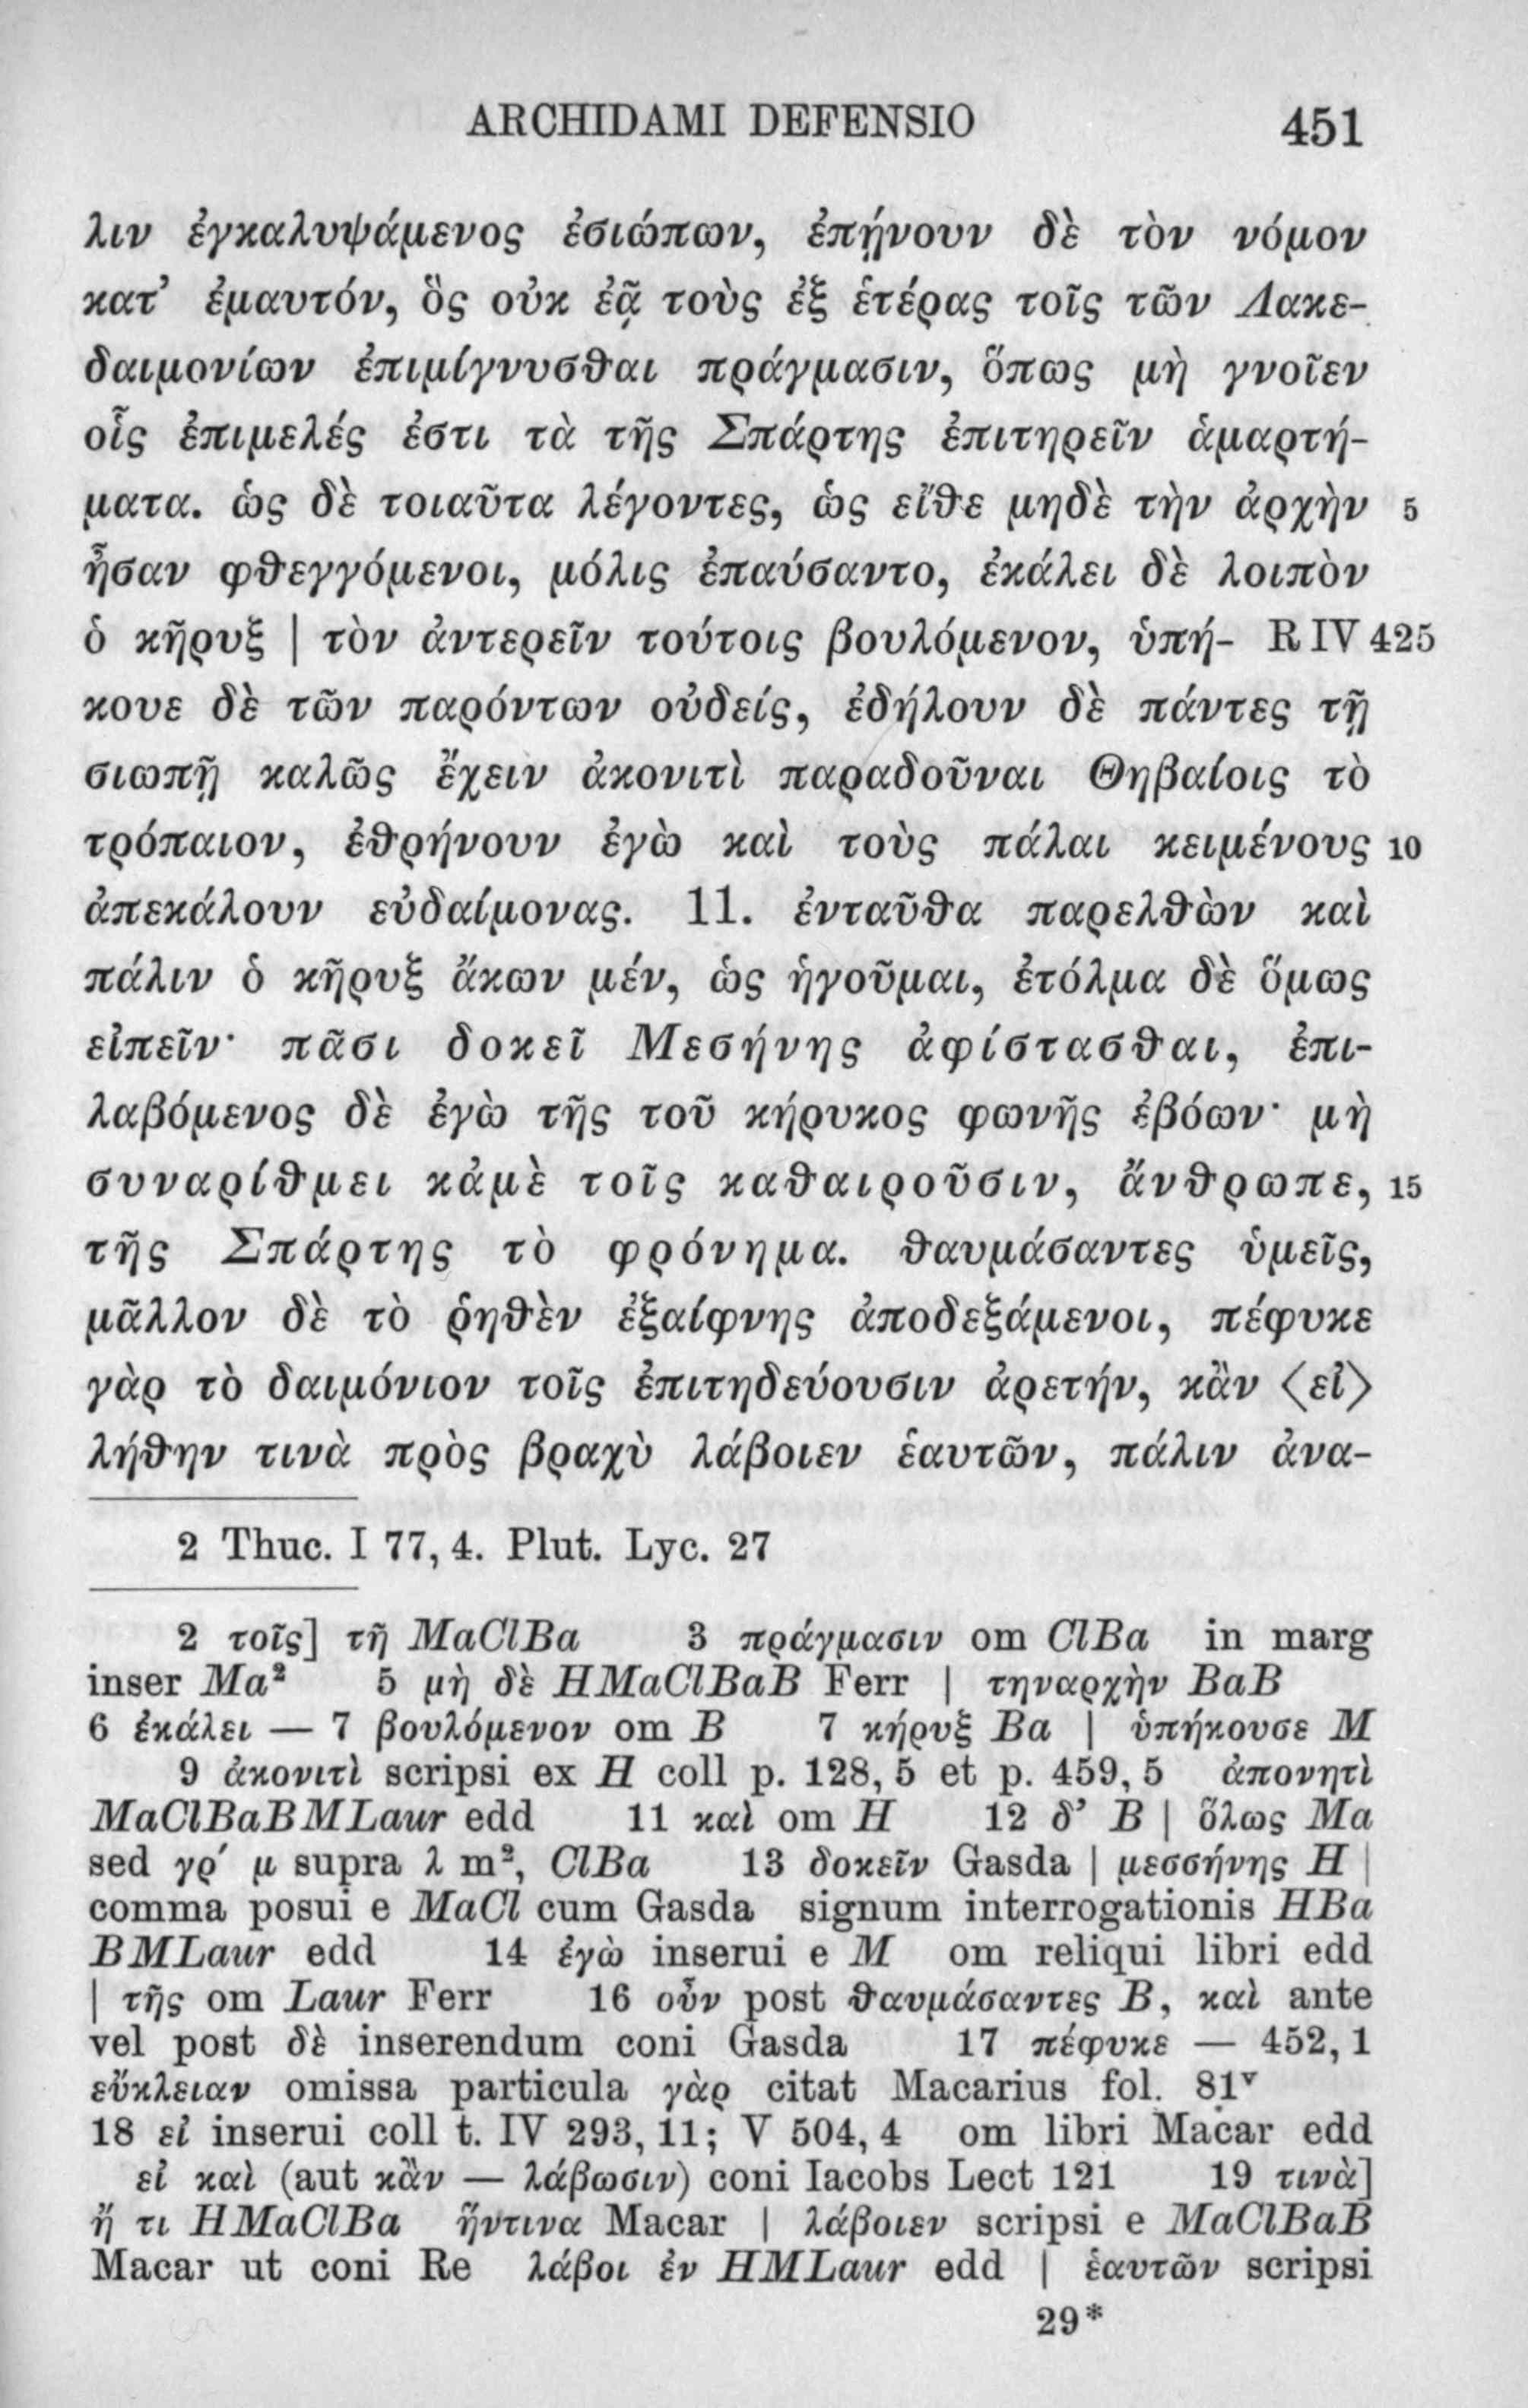 ARCHIDAMI DEFENSIO 451
λιν ἐγκαλυψάμενος ἐσιώπων, ἐπῄνουν δὲ τὸν νόμον
κατ’ ἐμαυτόν, ὃς οὐκ ἐᾷ τοὺς ἐξ ἑτέρας τοῖς τῶν Λακε-
δαιμονίων ἐπιμίγνυσθαι πράγμασιν, ὅπως μὴ γνοῖεν
οἷς ἐπιμελές ἐστι τὰ τῆς Σπάρτης ἐπιτηρεῖν ἁμαρτή-
ματα. ὡς δὲ τοιαῦτα λέγοντες, ὡς εἴθε μηδὲ τὴν ἀρχὴν 5
ἦσαν φθεγγόμενοι, μόλις ἐπαύσαντο, ἐκάλει δὲ λοιπὸν
ὁ κῆρυξ | τὸν ἀντερεῖν τούτοις βουλόμενον, ὑπή- R IV 425
κουε δὲ τῶν παρόντων οὐδείς, ἐδήλουν δὲ πάντες τῇ
σιωπῇ καλῶς ἔχειν ἀκονιτὶ παραδοῦναι Θηβαίοις τὸ
τρόπαιον, ἐθρήνουν ἐγὼ καὶ τοὺς πάλαι κειμένους 10
ἀπεκάλουν εὐδαίμονας. 11. ἐνταῦθα παρελθὼν καὶ
πάλιν ὁ κῆρυξ ἄκων μέν, ὡς ἡγοῦμαι, ἐτόλμα δὲ ὅμως
εἰπεῖν· πᾶσι δοκεῖ Μεσήνης ἀφίστασθαι, ἐπι-
λαβόμενος δὲ ἐγὼ τῆς τοῦ κήρυκος φωνῆς ἐβόων· μὴ
συναρίθμει κἀμὲ τοῖς καθαιροῦσιν, ἄνθρωπε, 15
τῆς Σπάρτης τὸ φρόνημα. θαυμάσαντες ὑμεῖς,
μᾶλλον δὲ τὸ ῥηθὲν ἐξαίφνης ἀποδεξάμενοι, πέφυκε
γὰρ τὸ δαιμόνιον τοῖς ἐπιτηδεύουσιν ἀρετήν, κἂν ⟨εἰ⟩
λήθην τινὰ πρὸς βραχὺ λάβοιεν ἑαυτῶν, πάλιν ἀνα-
2 Thuc. I 77, 4. Plut. Lyc. 27
2 τοῖς] τῇ MaClBa 3 πράγμασιν om ClBa in marg
inser Ma² 5 μὴ δὲ HMaClBaB Ferr | τηναρχὴν BaB
6 ἐκάλει — 7 βουλόμενον om B 7 κήρυξ Ba | ὑπήκουσε M
9 ἀκονιτὶ scripsi ex H coll p. 128, 5 et p. 459, 5 ἀπονητὶ
MaClBaBMLaur edd 11 καὶ om H 12 δ’ B | ὅλως Ma
sed γρ´ μ supra λ m², ClBa 13 δοκεῖν Gasda | μεσσήνης H |
comma posui e MaCl cum Gasda signum interrogationis HBa
BMLaur edd 14 ἐγὼ inserui e M om reliqui libri edd
| τῆς om Laur Ferr 16 οὖν post θαυμάσαντες B, καὶ ante
vel post δὲ inserendum coni Gasda 17 πέφυκε — 452, 1
εὔκλειαν omissa particula γὰρ citat Macarius fol. 81ᵛ
18 εἰ inserui coll t. IV 293, 11; V 504, 4 om libri Macar edd
εἰ καὶ (aut κἂν — λάβωσιν) coni Iacobs Lect 121 19 τινὰ]
ἤ τι HMaClBa ἥντινα Macar | λάβοιεν scripsi e MaClBaB
Macar ut coni Re λάβοι ἐν HMLaur edd | ἑαυτῶν scripsi
29*